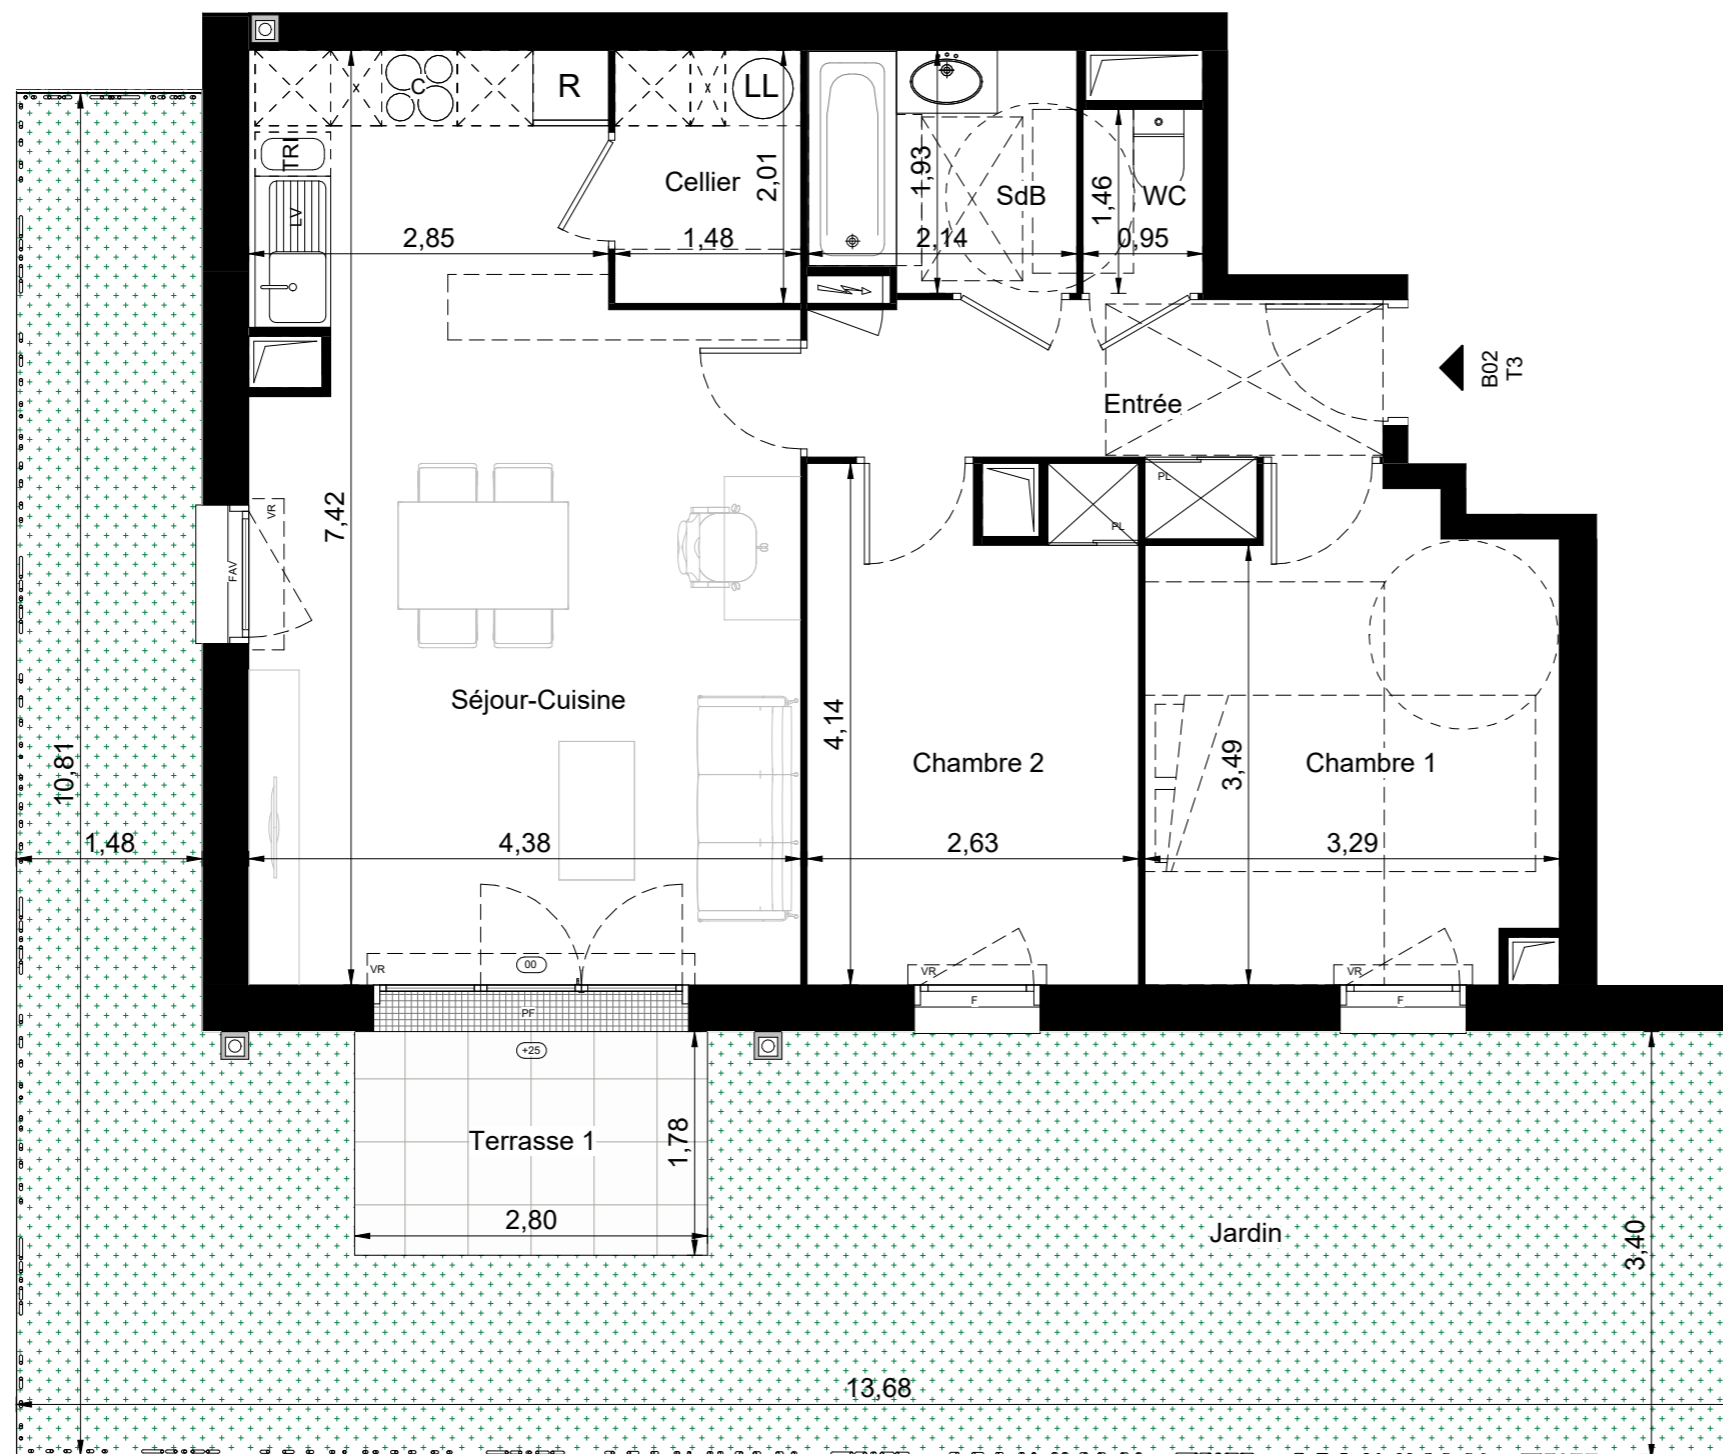 C
R
LL
TRI
LV
Cellier
2,01
1,93
SdB
1,46
WC
2,85
1,48
2,14
0,95
B02
T3
Entrée
PL
PL
7,42
VR
FAV
Séjour-Cuisine
4,14
Chambre 2
3,49
Chambre 1
10,81
1,48
4,38
2,63
3,29
VR
00
VR
VR
PF
F
F
+25
Terrasse 1
1,78
2,80
Jardin
3,40
13,68